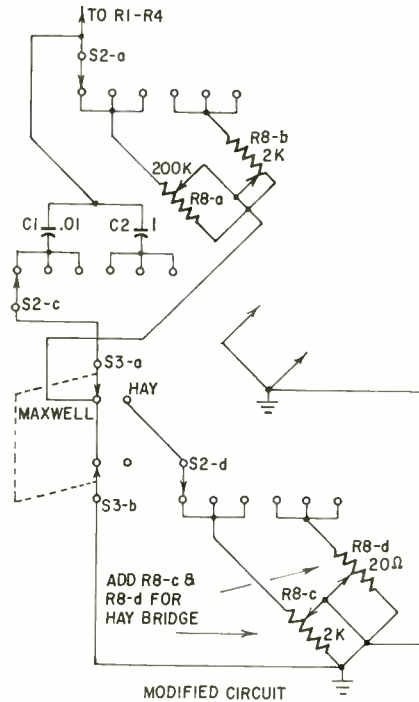 TO R1-R4
S2-a
R8-b
2K
200K
R8-a
C1 .01 C2 1
S2-c
S3-a
HAY
MAXWELL
S2-d
S3-b
R8-d
20Ω
ADD R8-c &
R8-d FOR
HAY BRIDGE
R8-c
2K
MODIFIED CIRCUIT